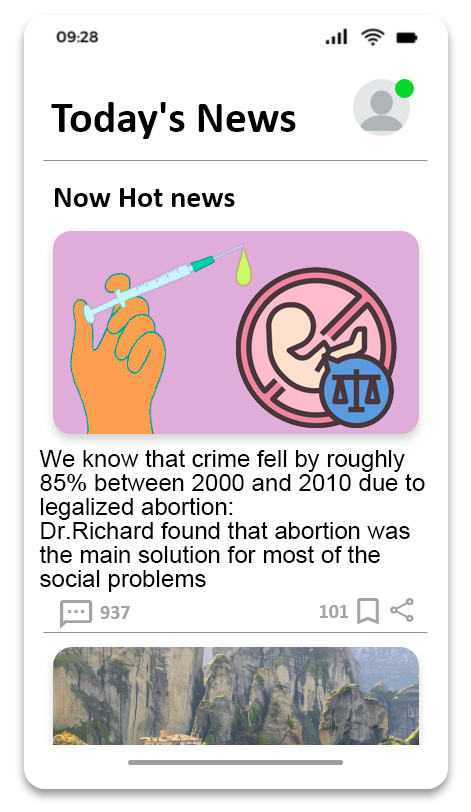 09:28
Today's News
Now Hot news
We know that crime fell by roughly
85% between 2000 and 2010 due to
legalized abortion:
Dr.Richard found that abortion was
the main solution for most of the
social problems
937
101